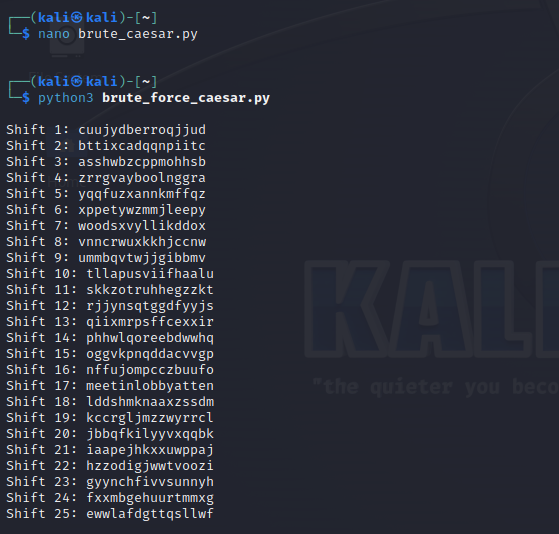 ┌──(kali㉿kali)-[~]
└─$ nano brute_caesar.py
┌──(kali㉿kali)-[~]
└─$ python3 brute_force_caesar.py
Shift 1: cuujydberroqjjud
Shift 2: bttixcadqqnpiitc
Shift 3: asshwbzcppmohhsb
Shift 4: zrrgvayboolnggra
Shift 5: yqqfuzxannkmffqz
Shift 6: xppetywzmmjleepy
Shift 7: woodsxvyllikddox
Shift 8: vnncrwuxkkhjccnw
Shift 9: ummbqvtwjjgibbmv
Shift 10: tllapusviifhaalu
Shift 11: skkzotruhhegzzkt
Shift 12: rjjynsqtggdfyyjs
Shift 13: qiixmrpsffcexxir
Shift 14: phhwlqoreebdwwhq
Shift 15: oggvkpnqddacvvgp
Shift 16: nffujompcczbuufo
Shift 17: meetinlobbyatten
Shift 18: lddshmknaaxzssdm
Shift 19: kccrgljmzzwyrrcl
Shift 20: jbbqfkilyyvxqqbk
Shift 21: iaapejhkxxuwppaj
Shift 22: hzzodigjwwtvoozi
Shift 23: gyynchfivvsunnyh
Shift 24: fxxmbgehuurtmmxg
Shift 25: ewwlafdgttqsllwf
KALI
"the quieter you beco